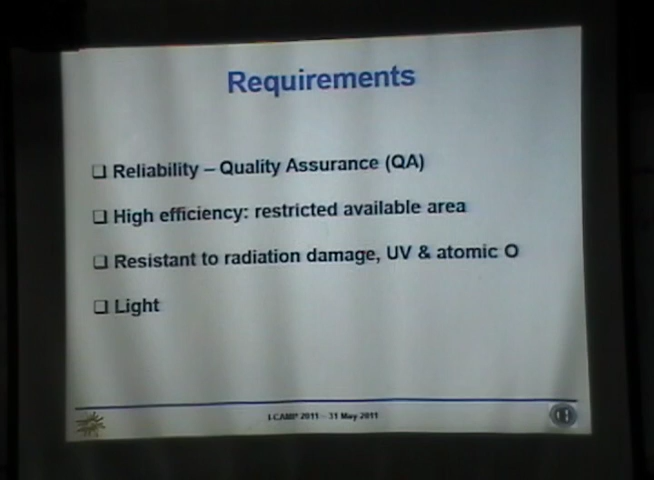 Requirements
❑ Reliability – Quality Assurance (QA)
❑ High efficiency: restricted available area
❑ Resistant to radiation damage, UV & atomic O
❑ Light
I-CAMP 2011 – 31 May 2011